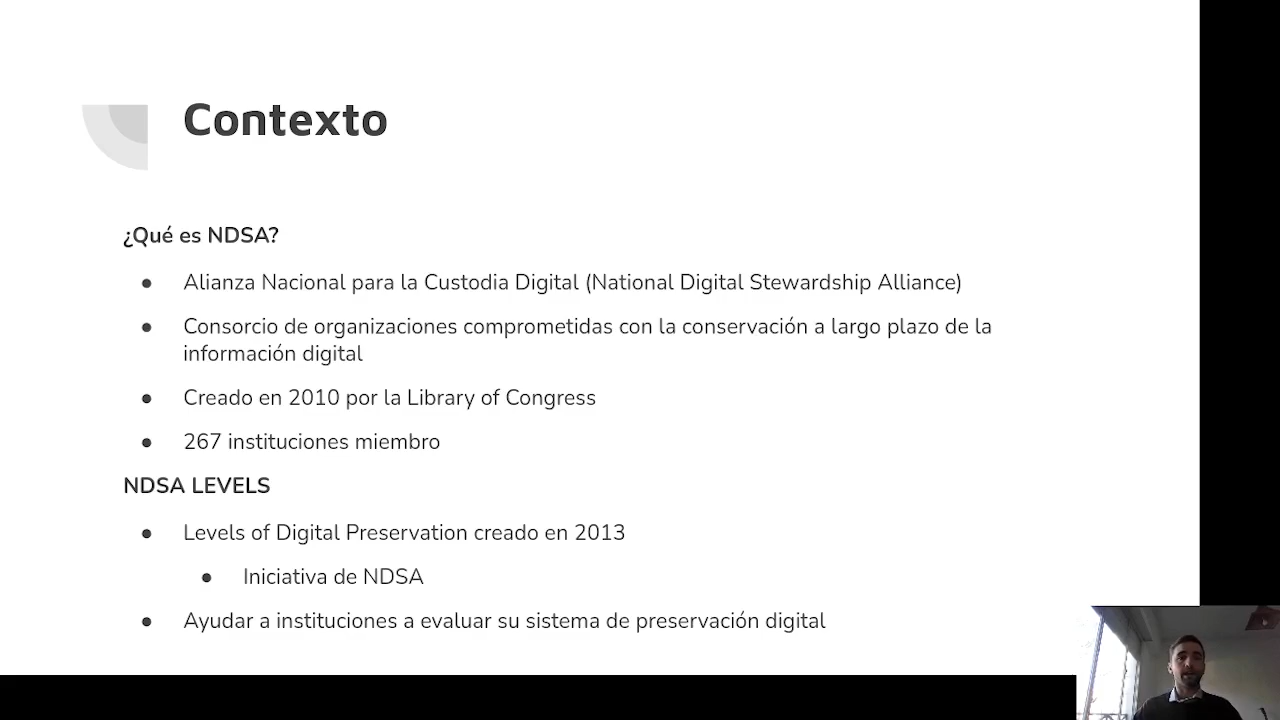 Contexto
¿Qué es NDSA?
● Alianza Nacional para la Custodia Digital (National Digital Stewardship Alliance)
● Consorcio de organizaciones comprometidas con la conservación a largo plazo de la
información digital
● Creado en 2010 por la Library of Congress
● 267 instituciones miembro
NDSA LEVELS
● Levels of Digital Preservation creado en 2013
● Iniciativa de NDSA
● Ayudar a instituciones a evaluar su sistema de preservación digital